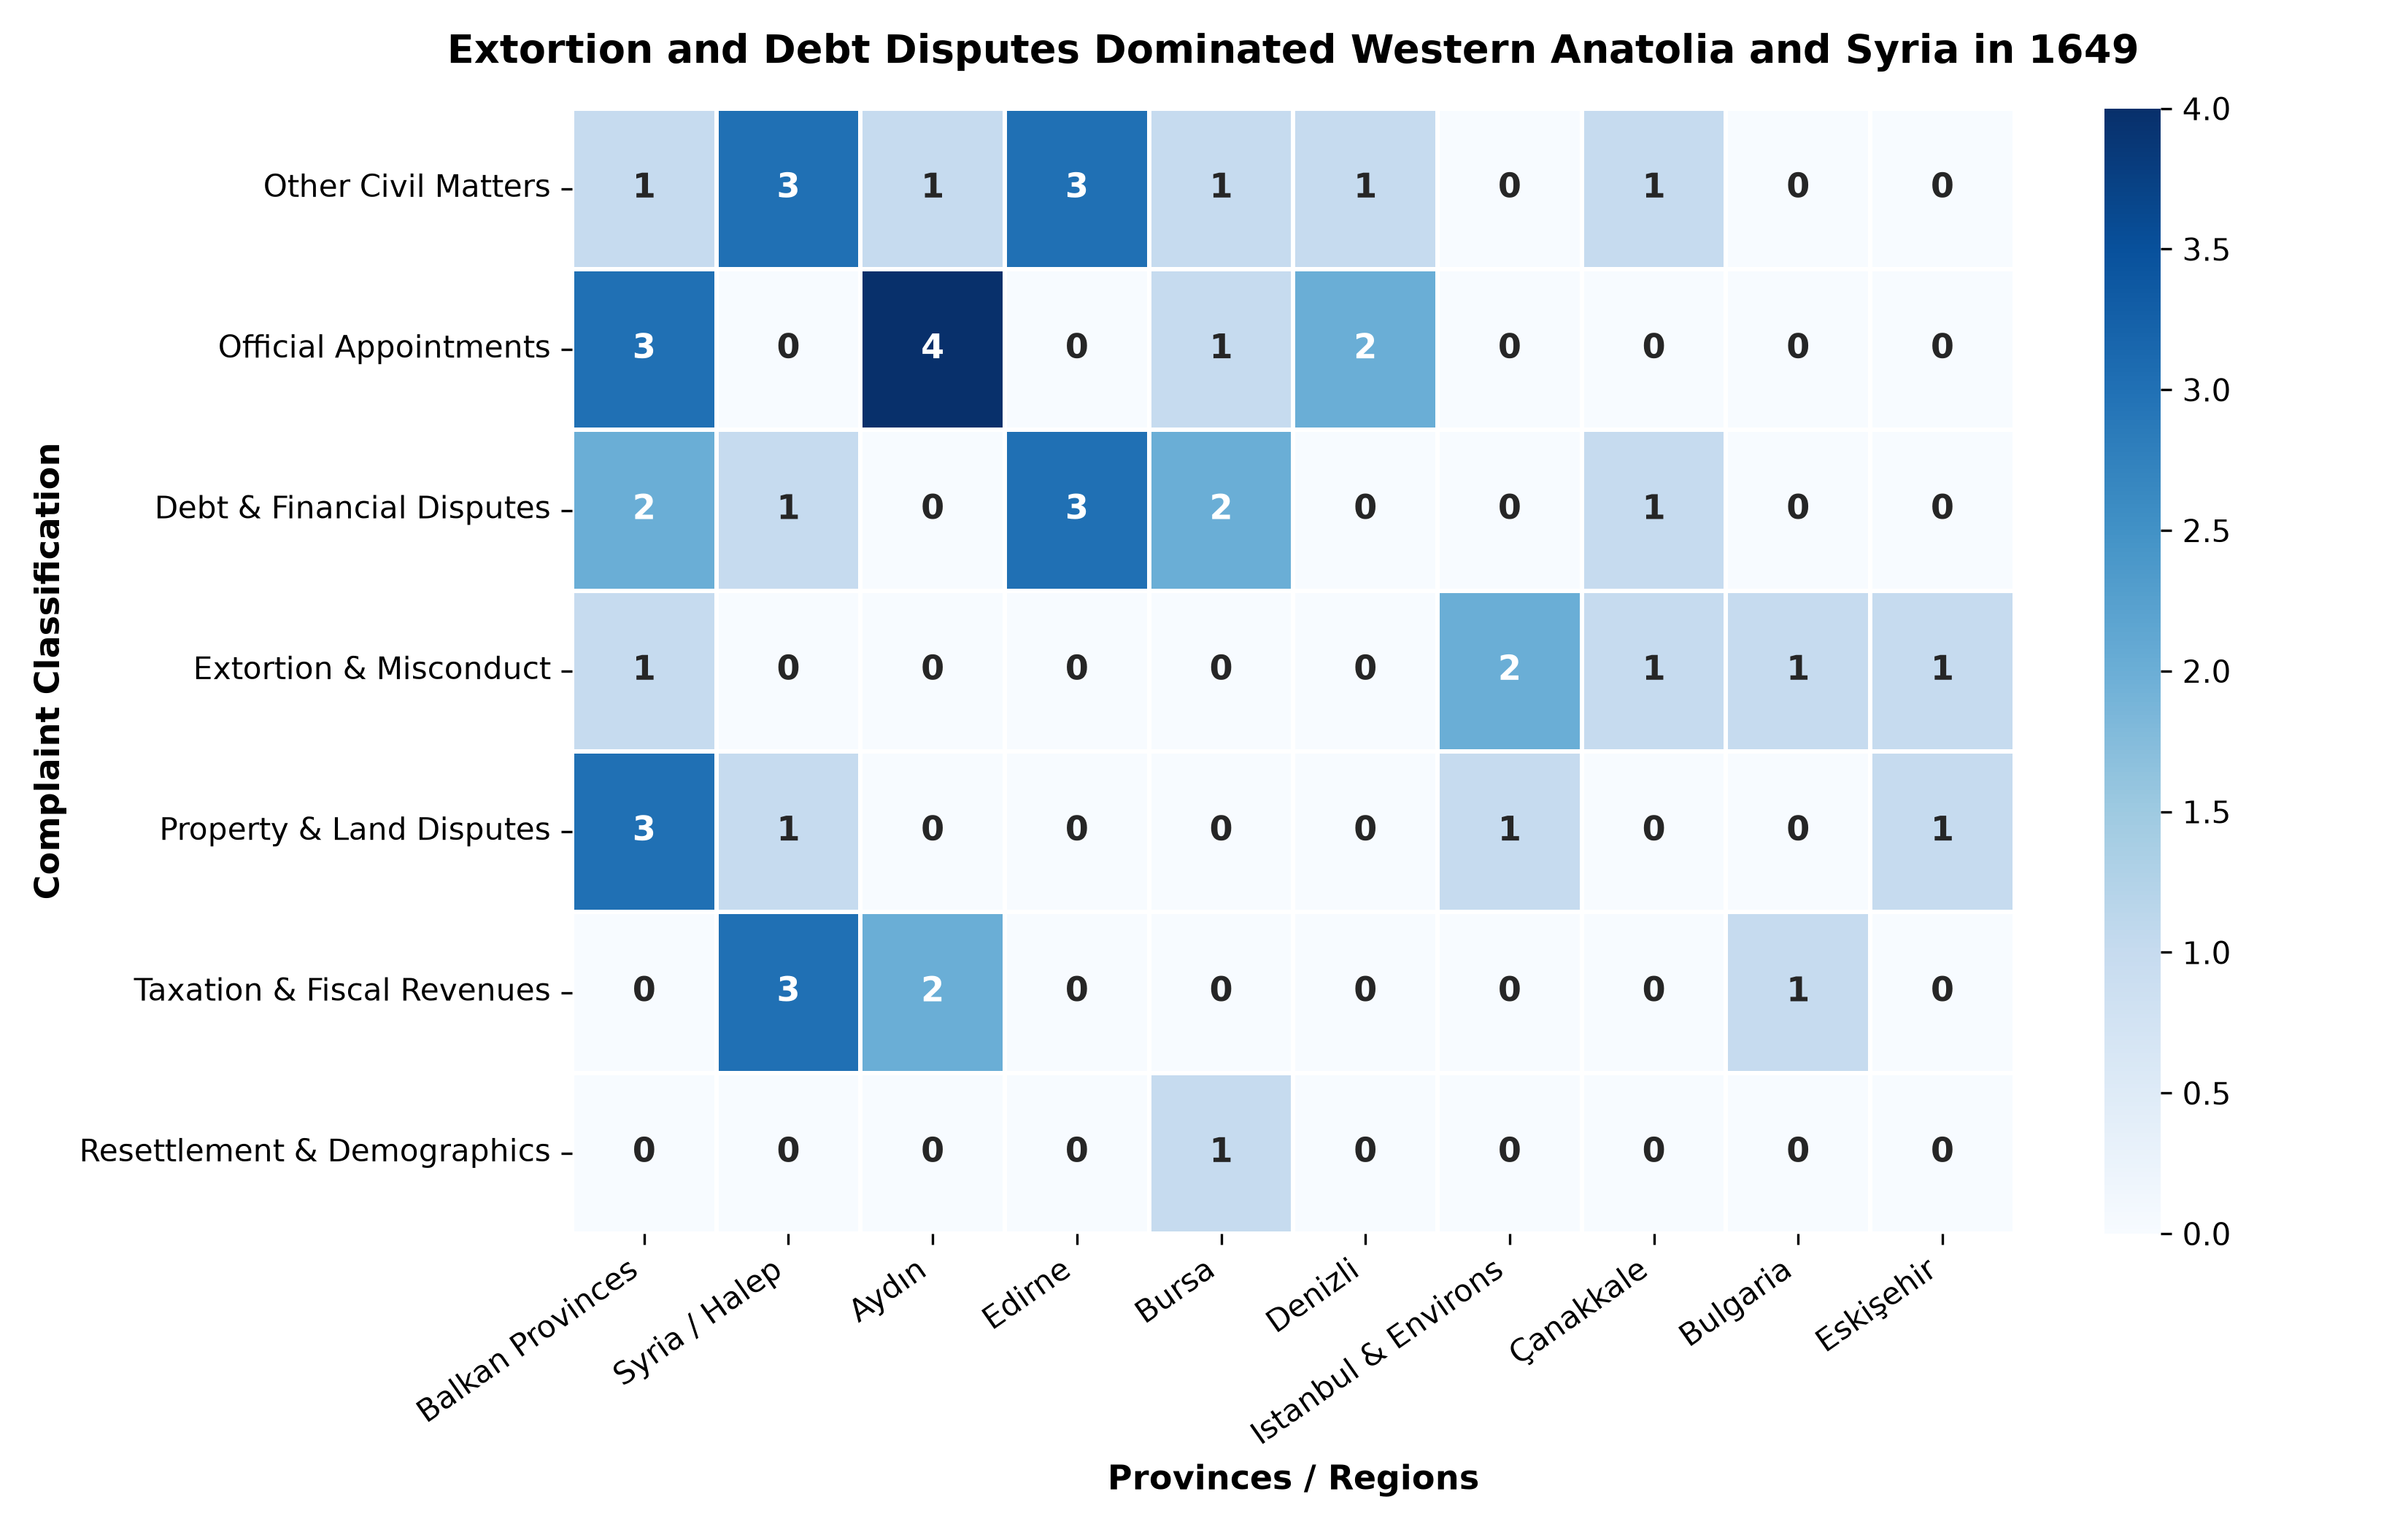 Extortion and Debt Disputes Dominated Western Anatolia and Syria in 1649
Complaint Classification
Other Civil Matters 1 3 1 3 1 1 0 1 0 0
Official Appointments 3 0 4 0 1 2 0 0 0 0
Debt & Financial Disputes 2 1 0 3 2 0 0 1 0 0
Extortion & Misconduct 1 0 0 0 0 0 2 1 1 1
Property & Land Disputes 3 1 0 0 0 0 1 0 0 1
Taxation & Fiscal Revenues 0 3 2 0 0 0 0 0 1 0
Resettlement & Demographics 0 0 0 0 1 0 0 0 0 0
Balkan Provinces
Syria / Halep
Aydın
Edirne
Bursa
Denizli
Istanbul & Environs
Çanakkale
Bulgaria
Eskişehir
Provinces / Regions
4.0
3.5
3.0
2.5
2.0
1.5
1.0
0.5
0.0